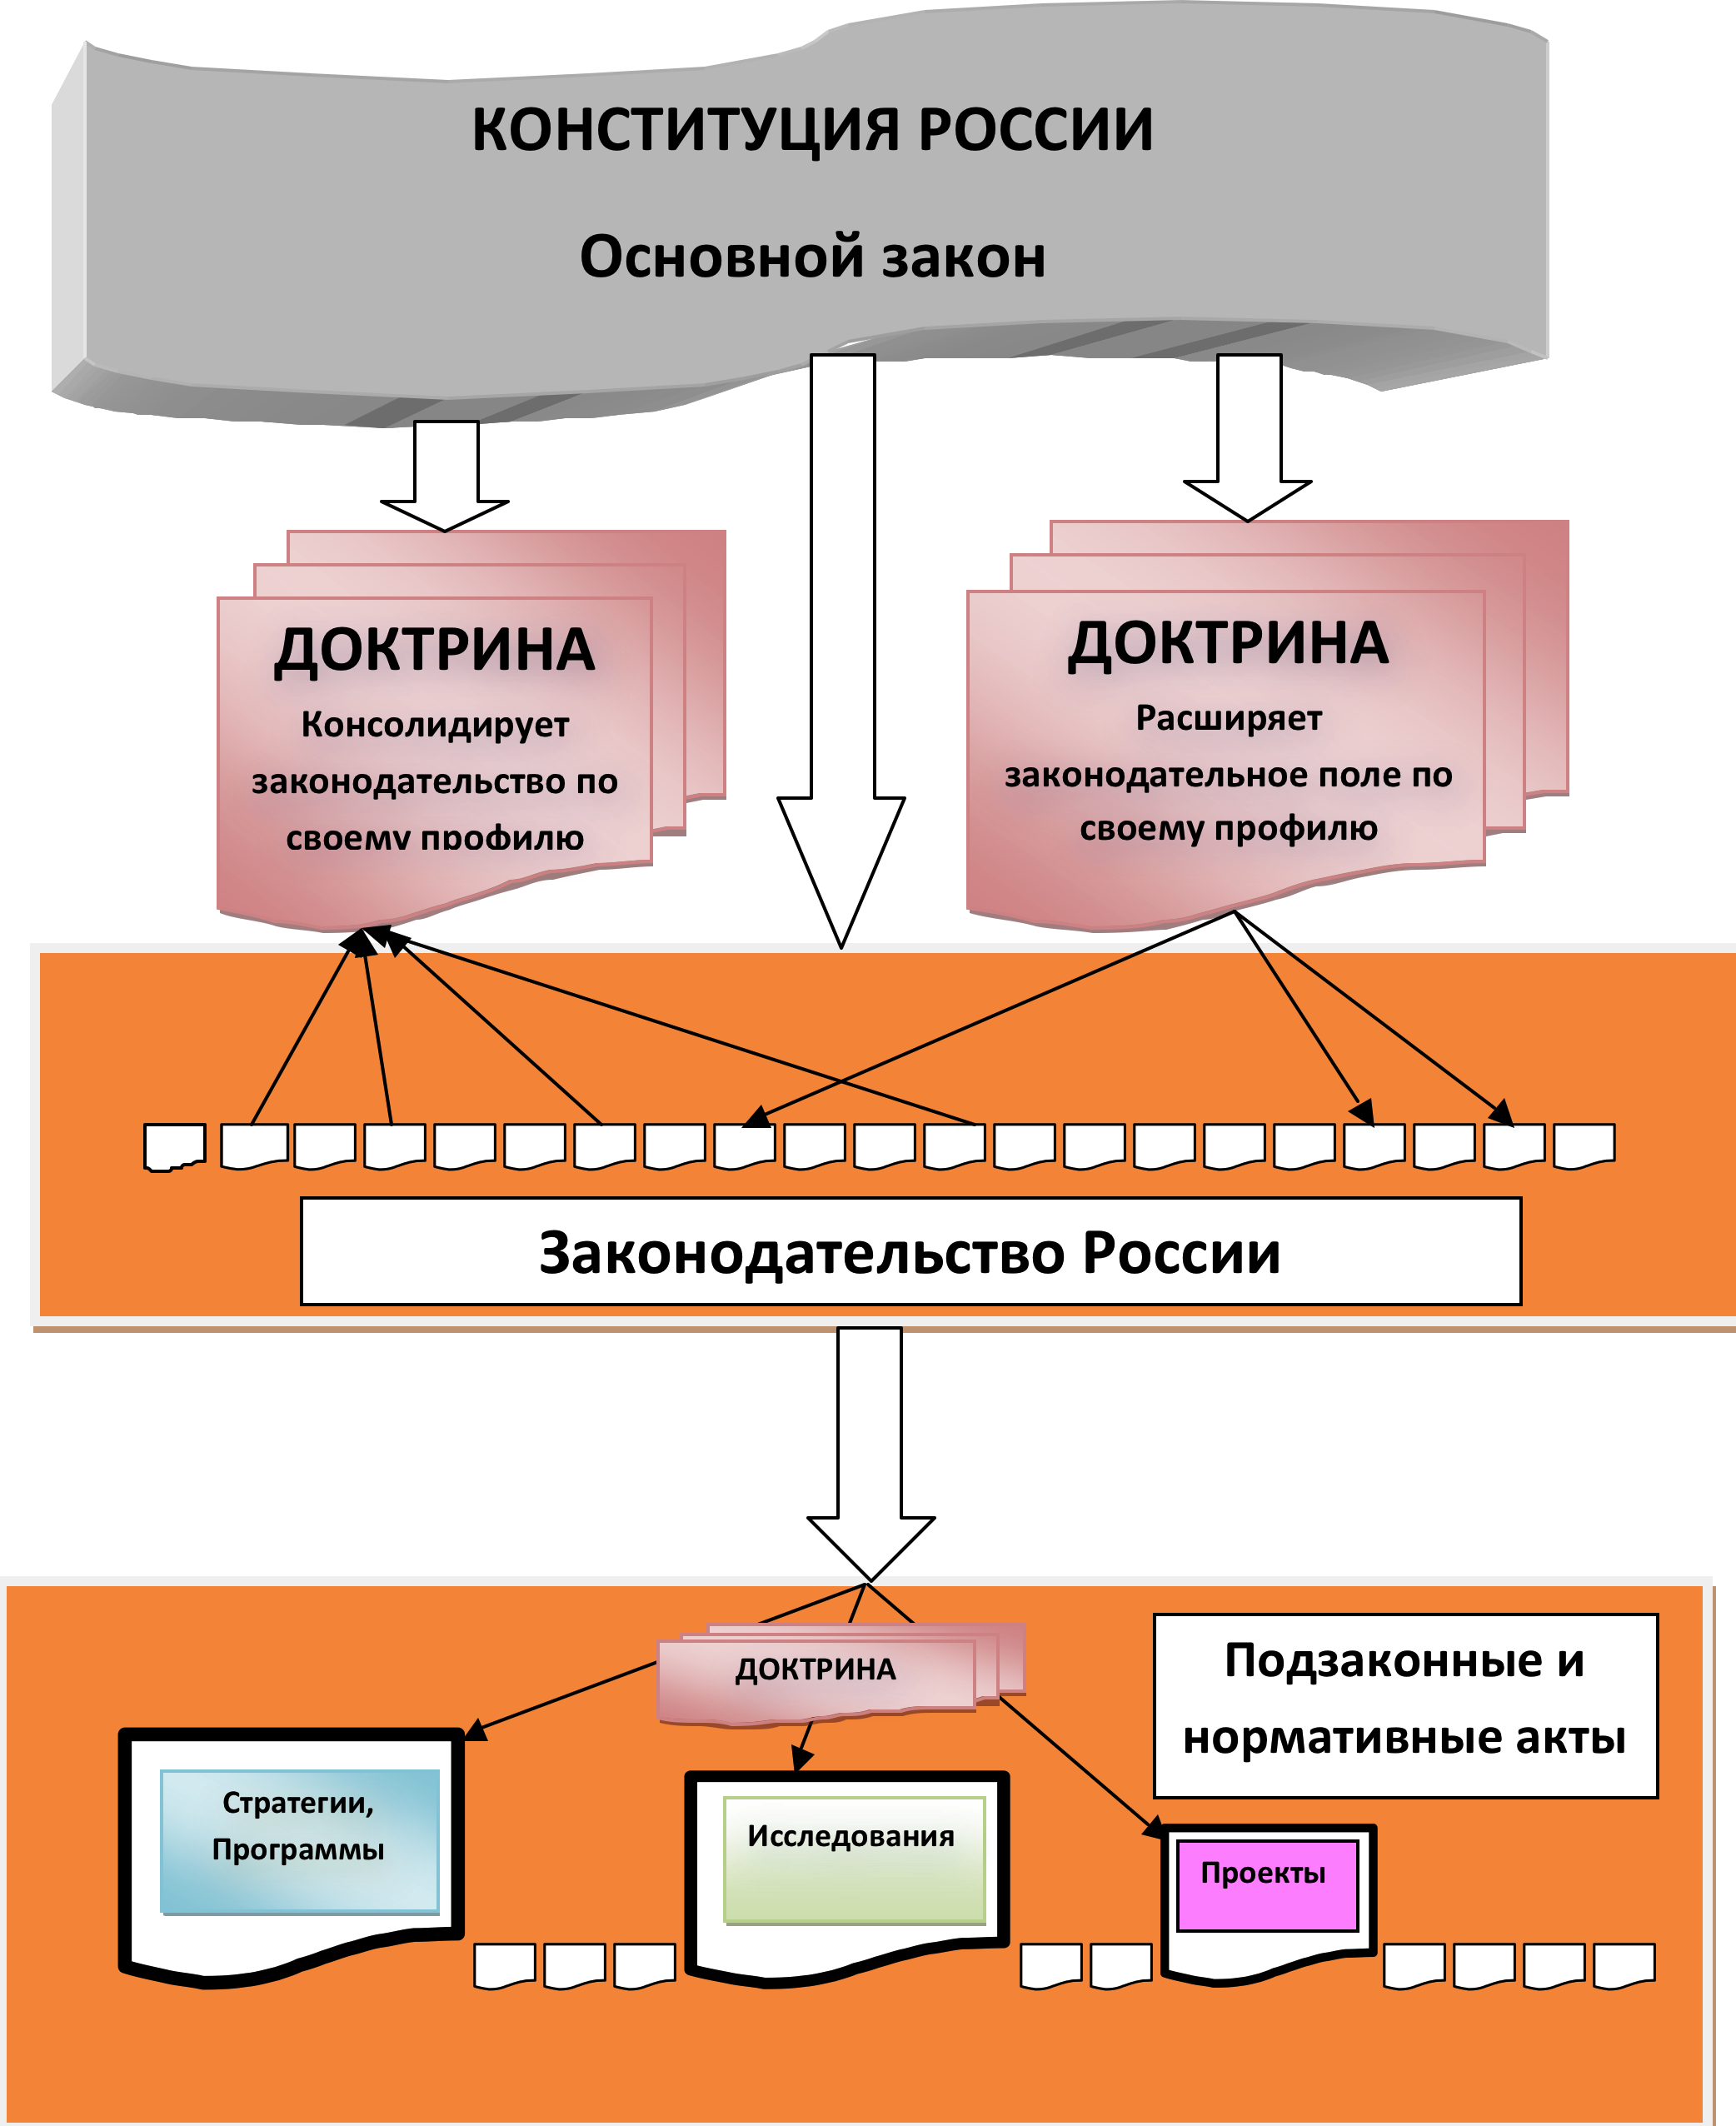 КОНСТИТУЦИЯ РОССИИ
Основной закон
ДОКТРИНА
Консолидирует
законодательство по
своему профилю
ДОКТРИНА
Расширяет
законодательное поле по
своему профилю
Законодательство России
ДОКТРИНА
Подзаконные и
нормативные акты
Стратегии,
Программы
Исследования
Проекты